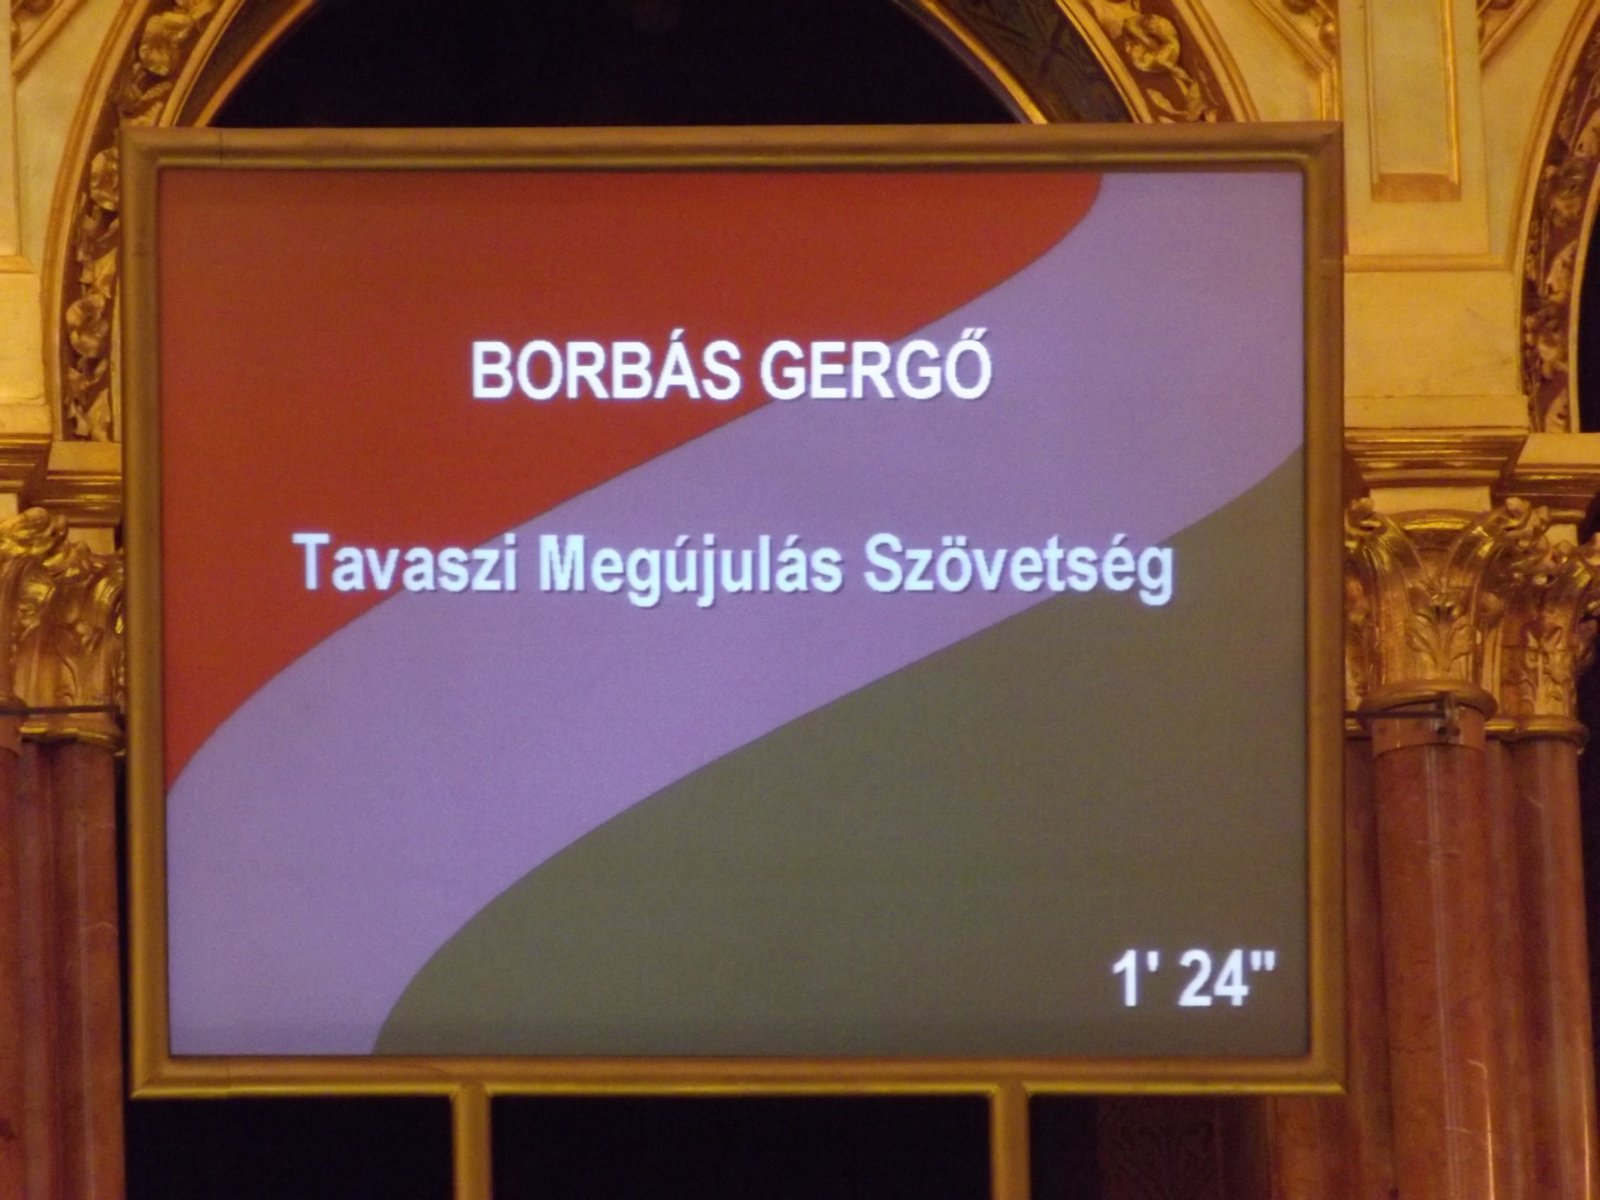 BORBÁS GERGŐ
Tavaszi Megújulás Szövetség
1' 24"